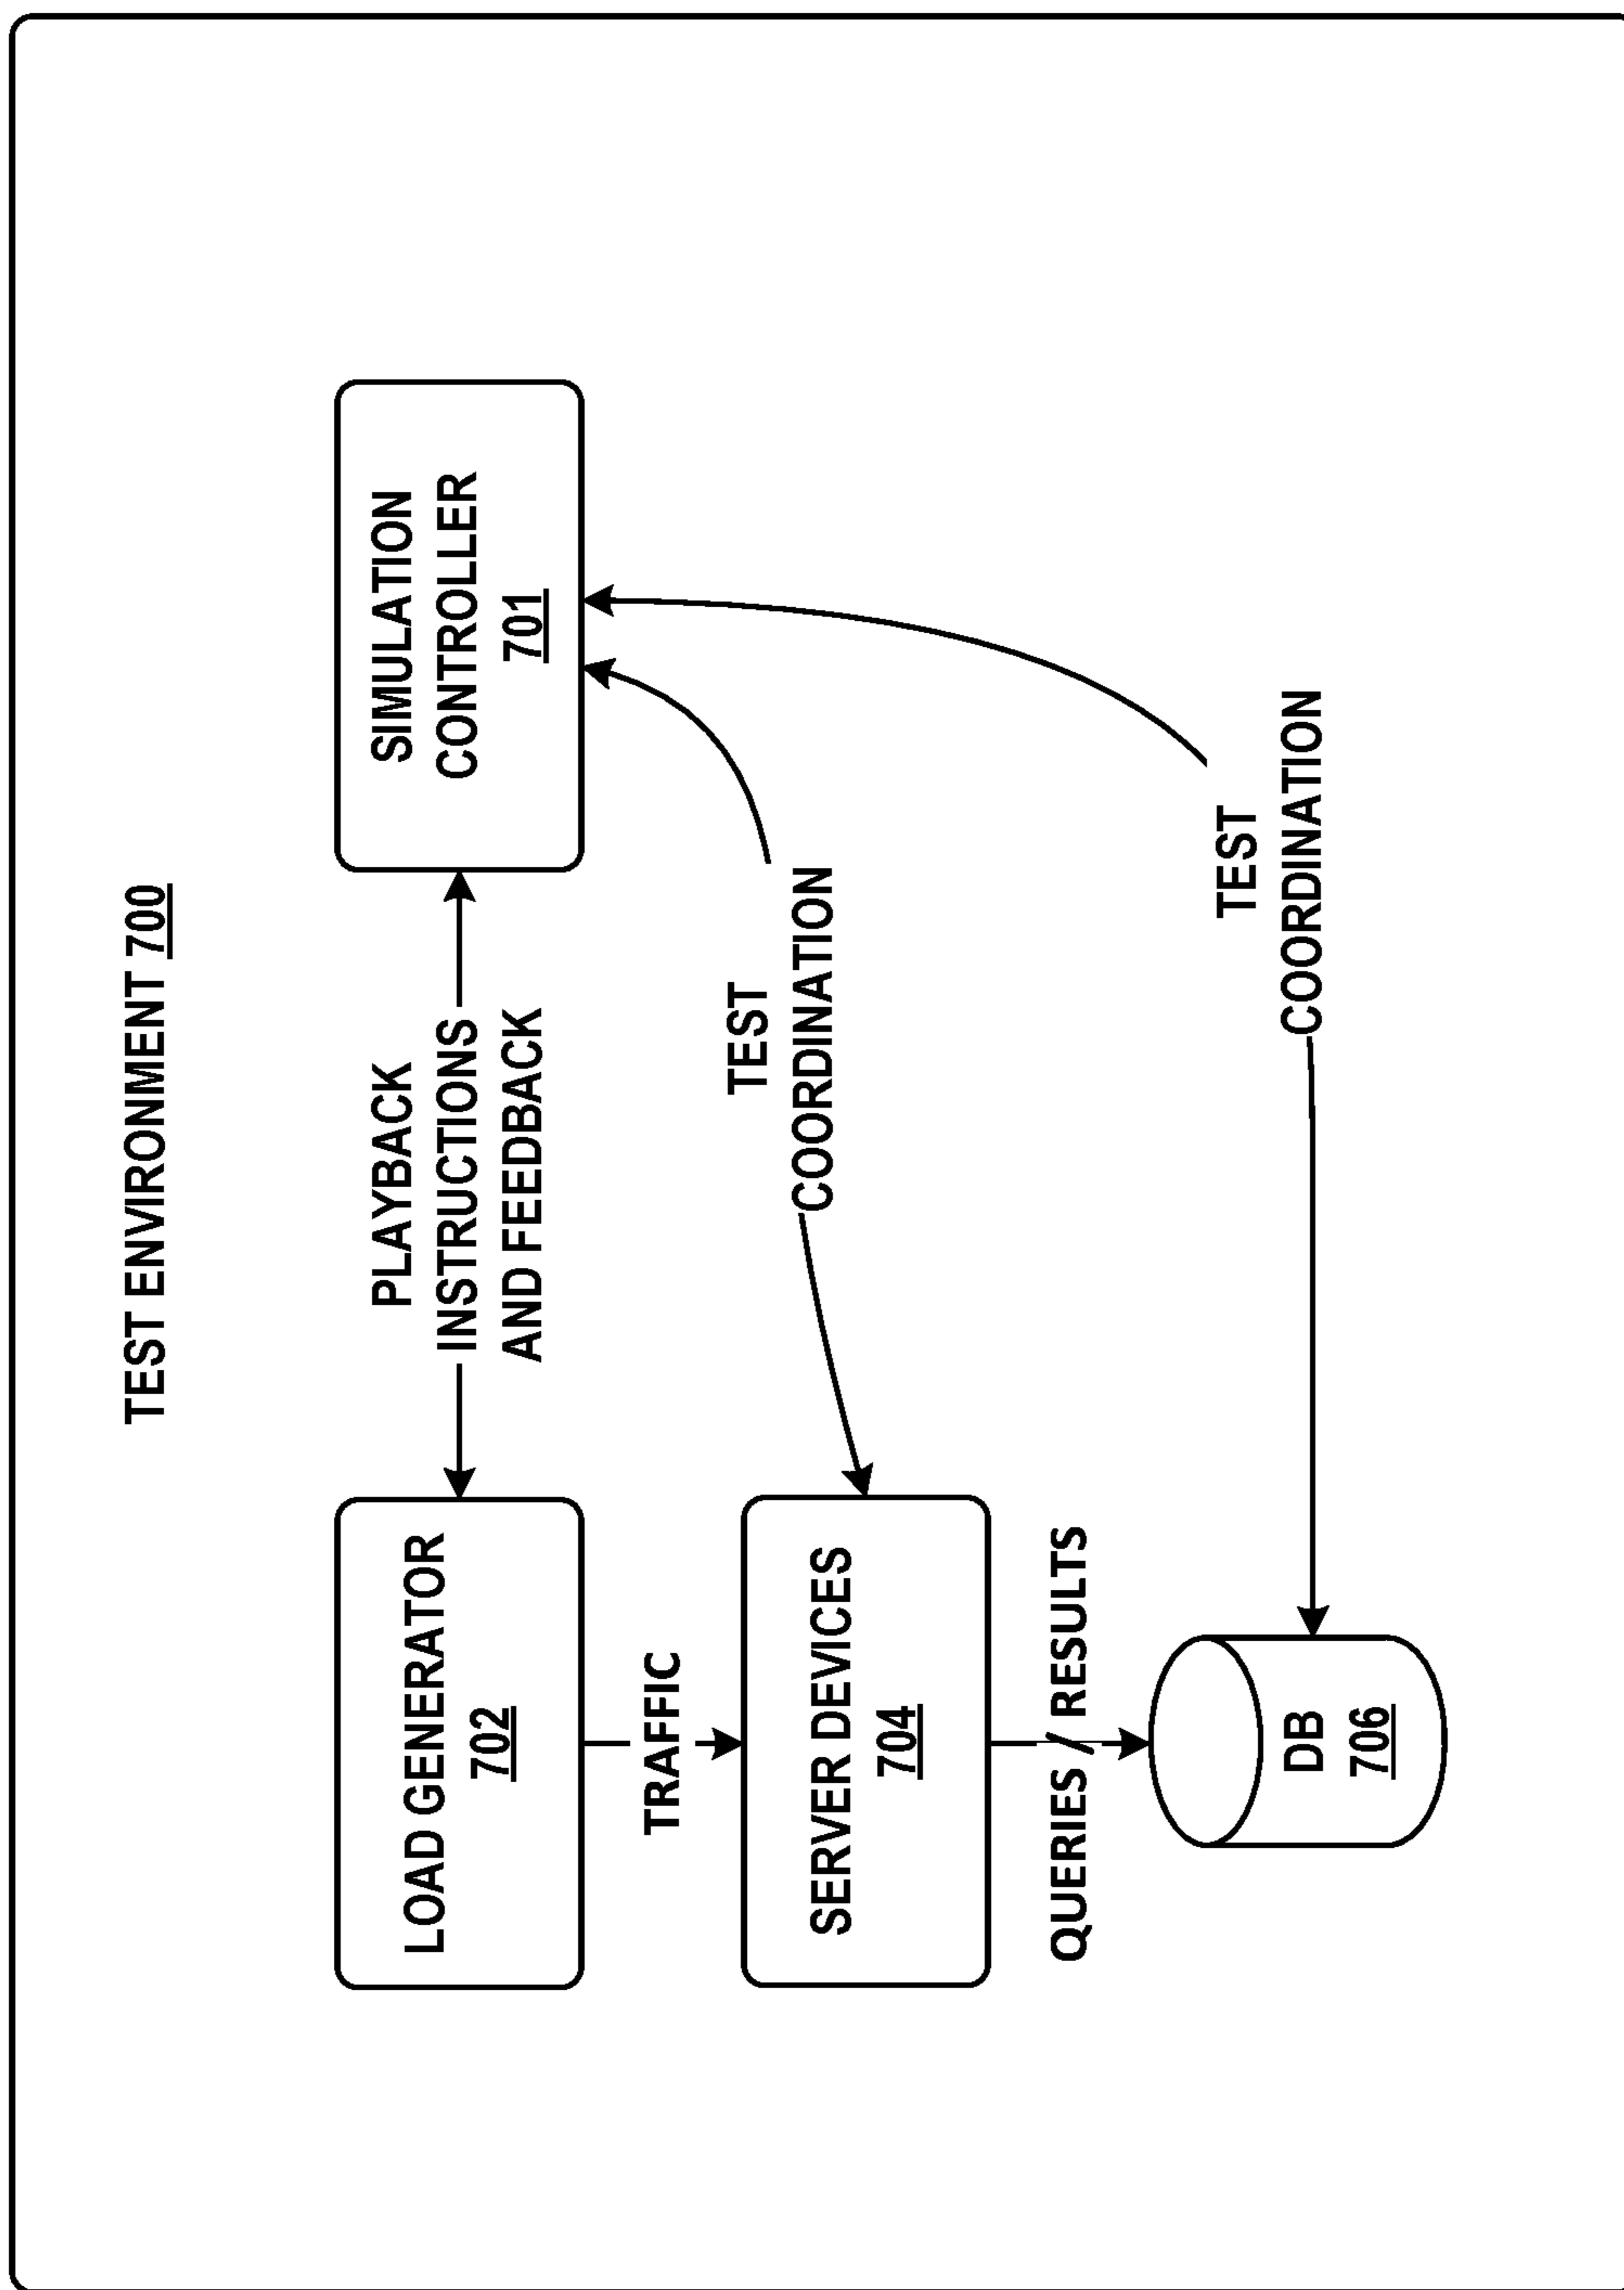 TEST ENVIRONMENT 700
LOAD GENERATOR
702
PLAYBACK
INSTRUCTIONS
AND FEEDBACK
SIMULATION
CONTROLLER
701
TRAFFIC
TEST
COORDINATION
SERVER DEVICES
704
QUERIES / RESULTS
TEST
COORDINATION
DB
706